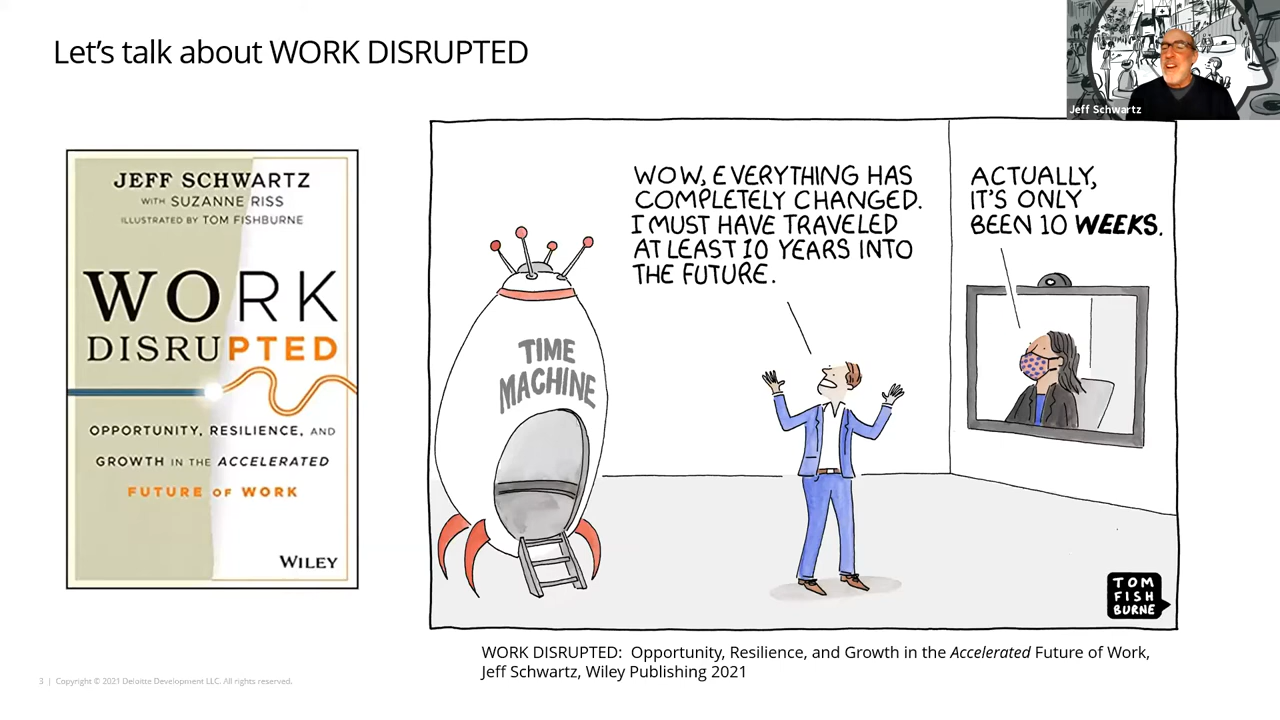 Let's talk about WORK DISRUPTED
Jeff Schwartz
JEFF SCHWARTZ
WITH SUZANNE RISS
ILLUSTRATED BY TOM FISHBURNE
WORK
DISRUPTED
OPPORTUNITY, RESILIENCE, AND
GROWTH IN THE ACCELERATED
FUTURE OF WORK
WILEY
WOW, EVERYTHING HAS
COMPLETELY CHANGED.
I MUST HAVE TRAVELED
AT LEAST 10 YEARS INTO
THE FUTURE.
ACTUALLY,
IT'S ONLY
BEEN 10 WEEKS.
TIME
MACHINE
TOM
FISH
BURNE
WORK DISRUPTED: Opportunity, Resilience, and Growth in the Accelerated Future of Work,
Jeff Schwartz, Wiley Publishing 2021
3 | Copyright © 2021 Deloitte Development LLC. All rights reserved.